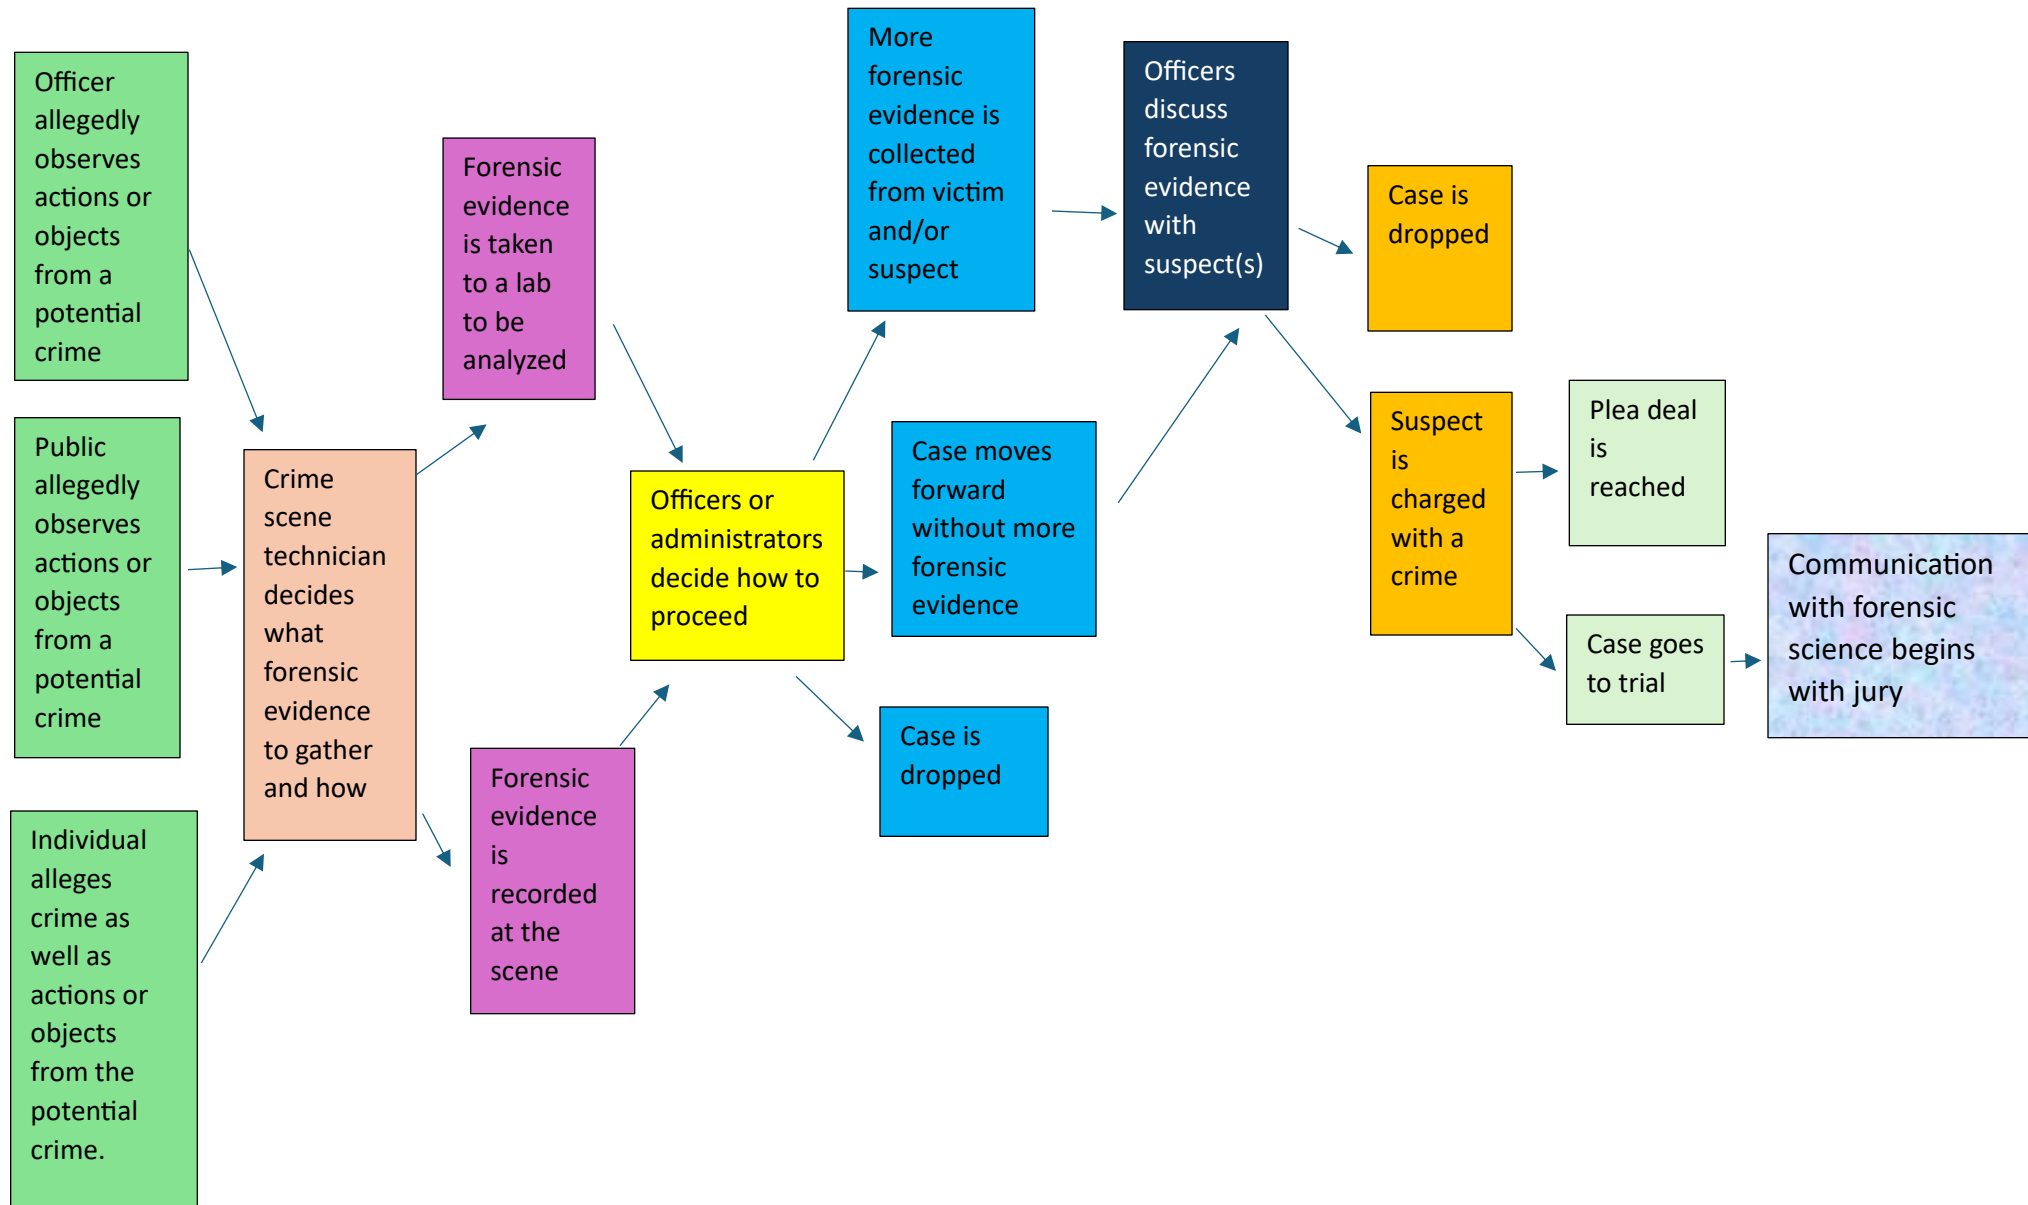 Officer
allegedly
observes
actions or
objects
from a
potential
crime
Public
allegedly
observes
actions or
objects
from a
potential
crime
Individual
alleges
crime as
well as
actions or
objects
from the
potential
crime.
Crime
scene
technician
decides
what
forensic
evidence
to gather
and how
Forensic
evidence
is taken
to a lab
to be
analyzed
Forensic
evidence
is
recorded
at the
scene
Officers or
administrators
decide how to
proceed
More
forensic
evidence is
collected
from victim
and/or
suspect
Case moves
forward
without more
forensic
evidence
Case is
dropped
Officers
discuss
forensic
evidence
with
suspect(s)
Case is
dropped
Suspect
is
charged
with a
crime
Plea deal
is
reached
Case goes
to trial
Communication
with forensic
science begins
with jury